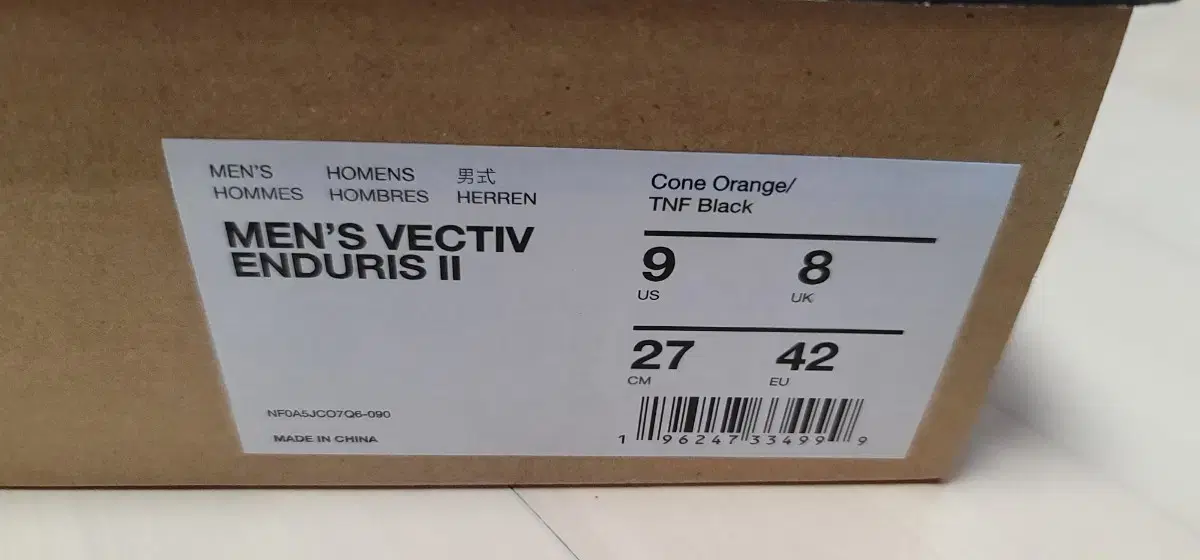 MEN'S HOMENS 男式
HOMMES HOMBRES HERREN
MEN'S VECTIV
ENDURIS II
NF0A5JCO7Q6-090
MADE IN CHINA
Cone Orange/
TNF Black
9 8
US UK
27 42
CM EU
1 96247 33499 9